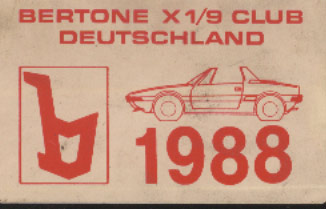 BERTONE X1/9 CLUB
DEUTSCHLAND
b
1988